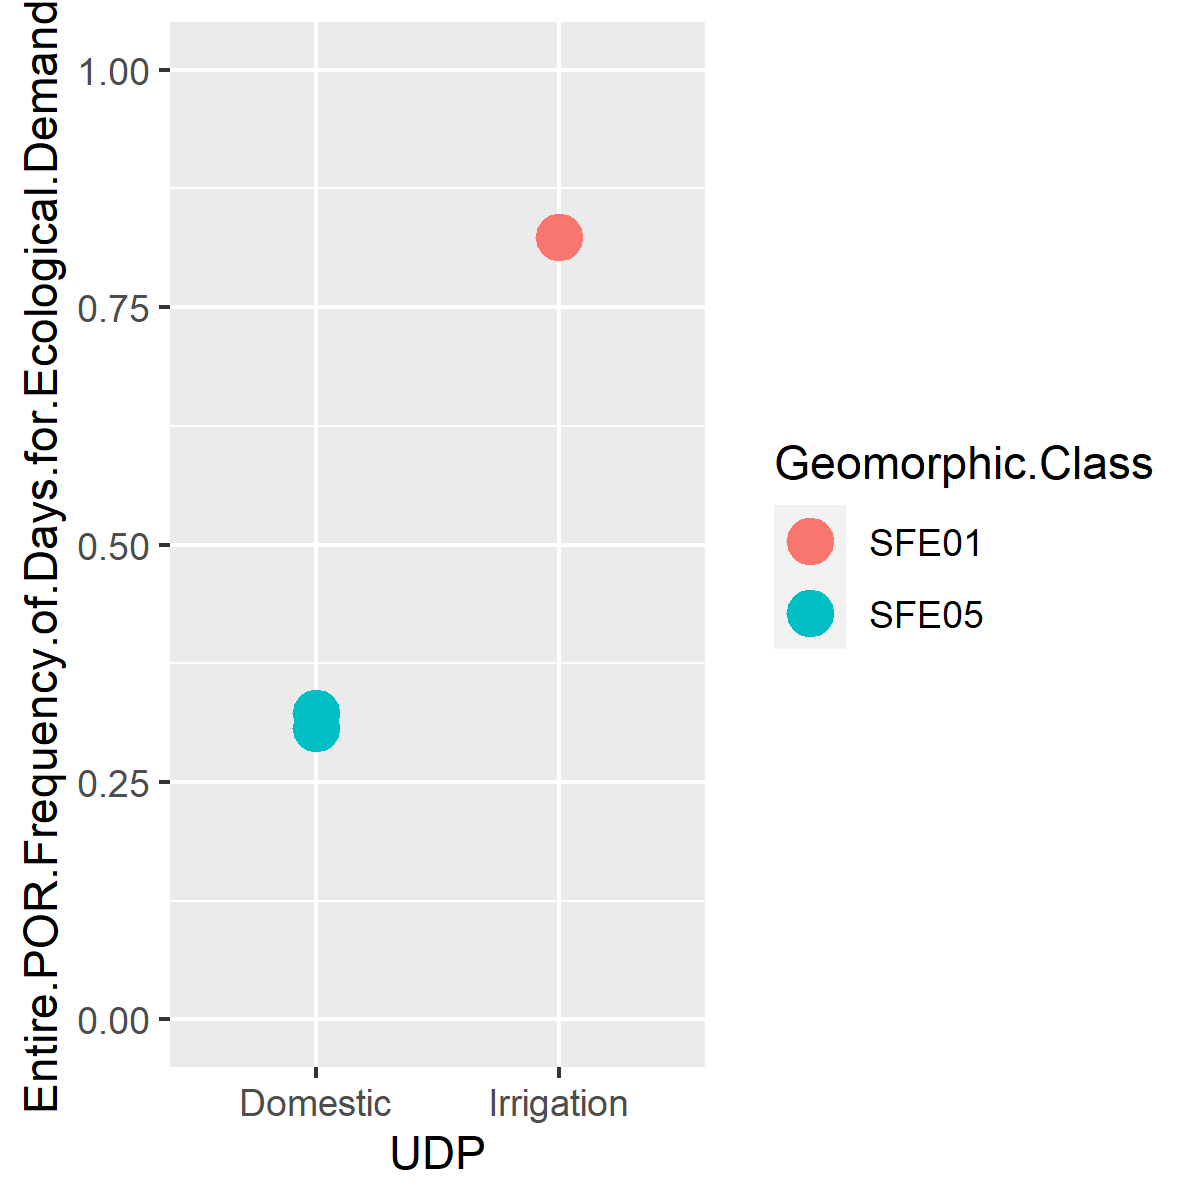 Entire.POR.Frequency.of.Days.for.Ecological.Demand
1.00
0.75
0.50
0.25
0.00
Domestic
Irrigation
UDP
Geomorphic.Class
SFE01
SFE05